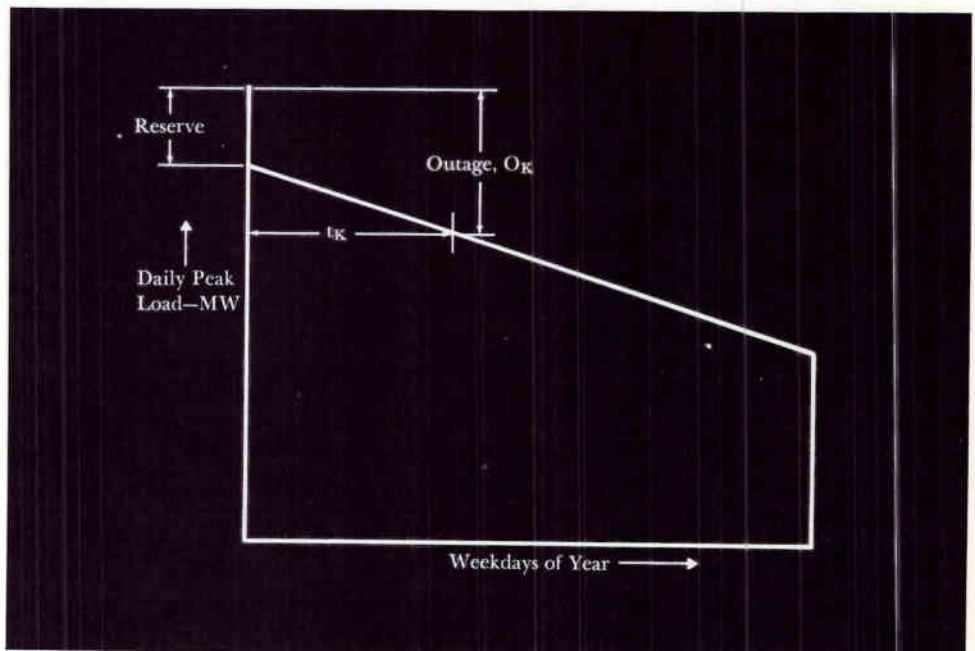 Reserve
Outage, OK
tK
Daily Peak
Load—MW
Weekdays of Year